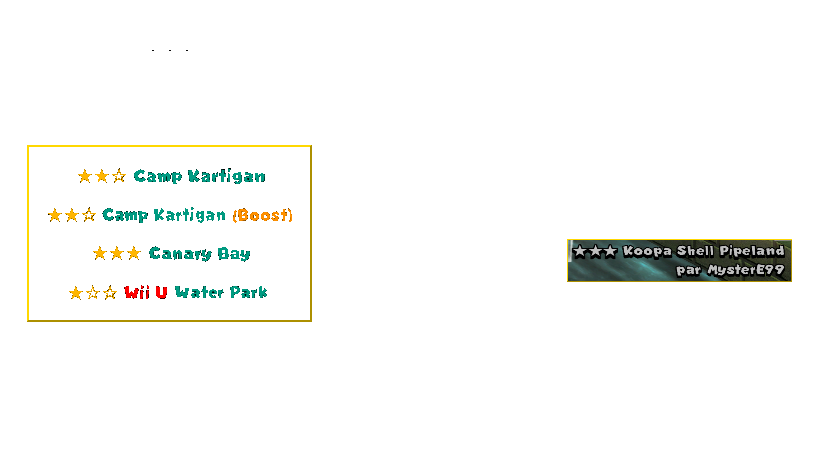 . . .
★★☆ Camp Kartigan
★★☆ Camp Kartigan (Boost)
★★★ Canary Bay
★☆☆ Wii U Water Park
★★★ Koopa Shell Pipeland
par MysterE99